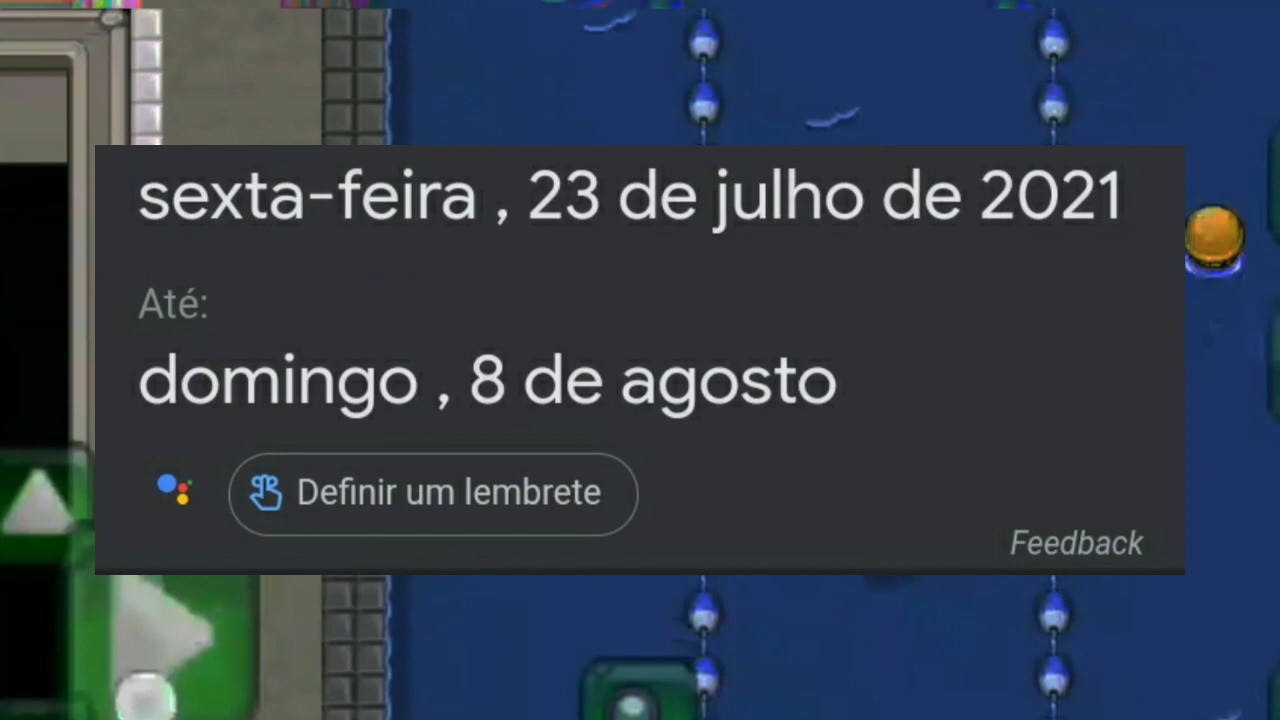 sexta-feira , 23 de julho de 2021
Até:
domingo , 8 de agosto
Definir um lembrete
Feedback